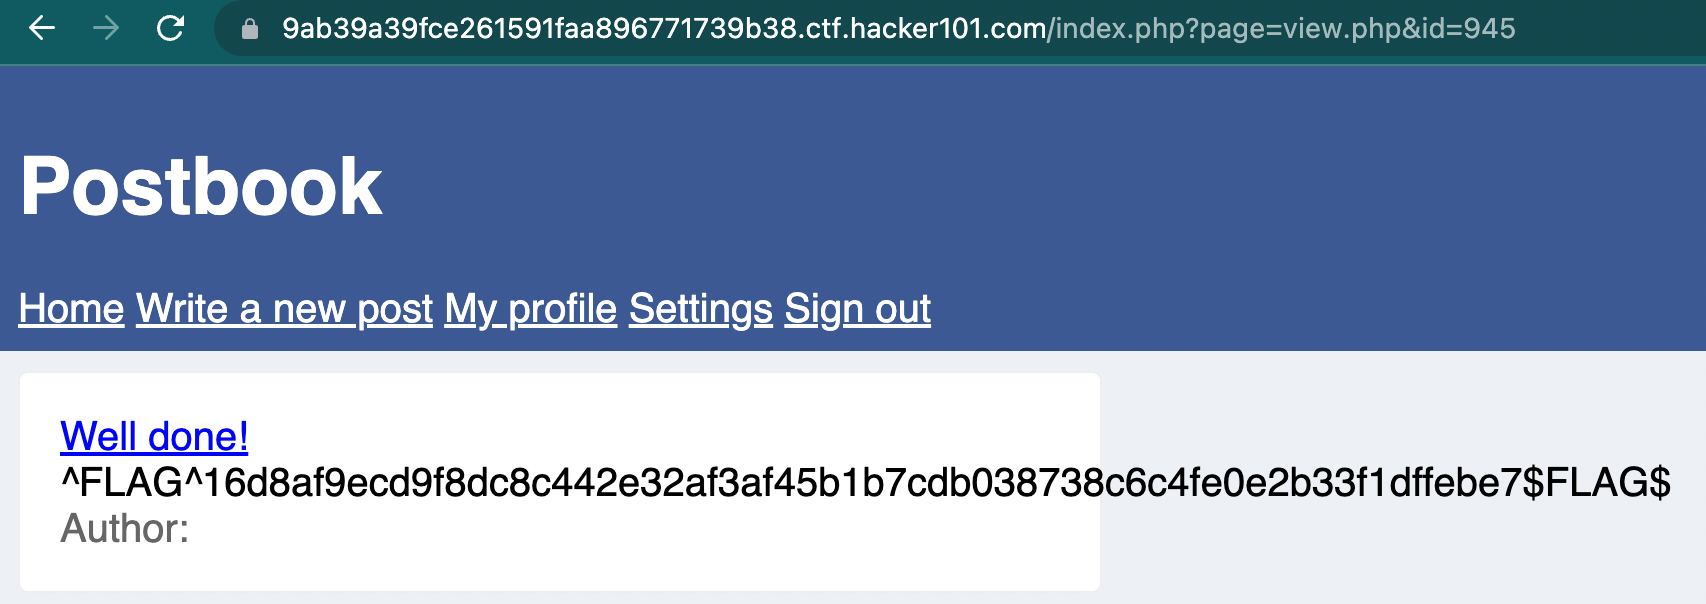 9ab39a39fce261591faa896771739b38.ctf.hacker101.com/index.php?page=view.php&id=945
Postbook
Home Write a new post My profile Settings Sign out
Well done!
^FLAG^16d8af9ecd9f8dc8c442e32af3af45b1b7cdb038738c6c4fe0e2b33f1dffebe7$FLAG$
Author: